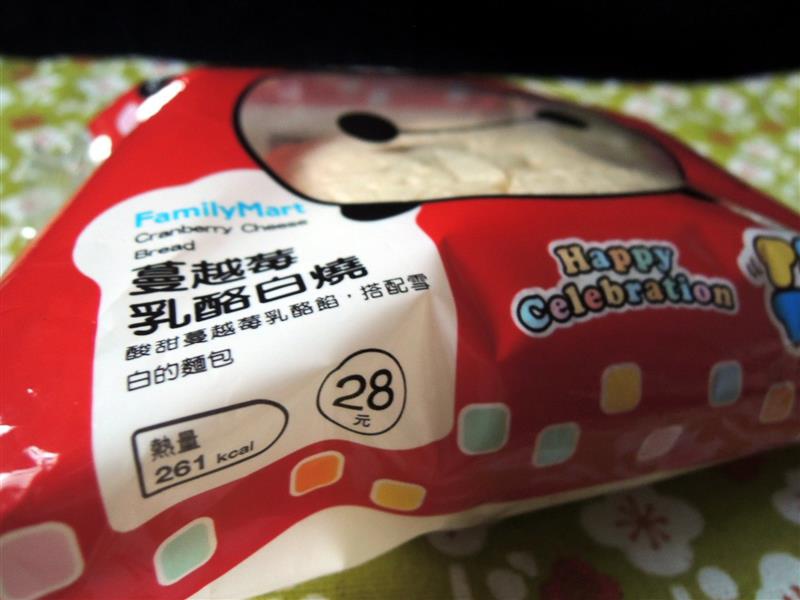 FamilyMart
Cranberry Cheese
Bread
蔓越莓
乳酪白燒
酸甜蔓越莓乳酪餡，搭配雪
白的麵包
28
元
熱量
261 kcal
Happy
Celebration